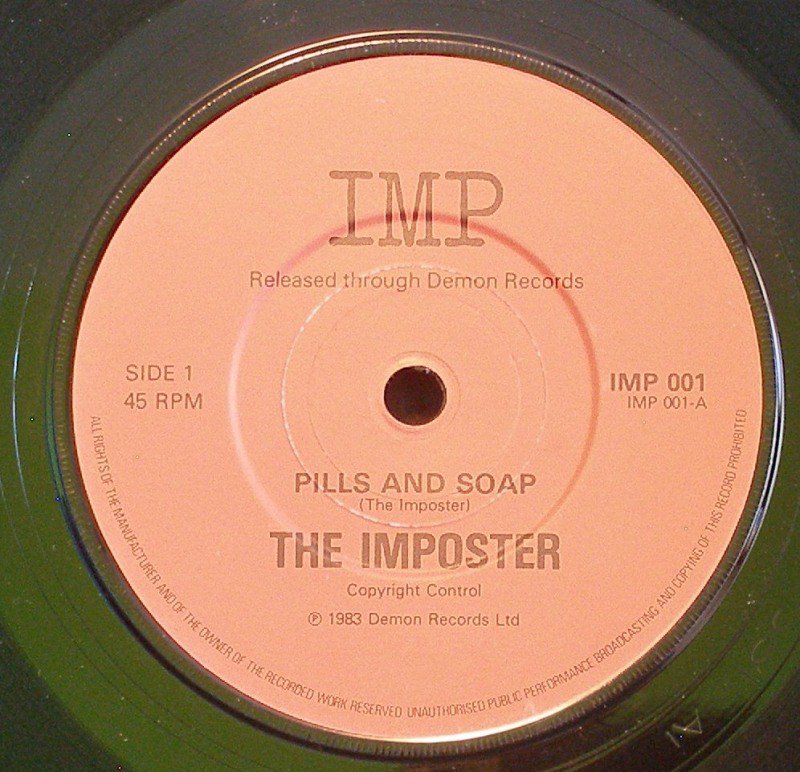 IMP
Released through Demon Records
SIDE 1
45 RPM
IMP 001
IMP 001-A
PILLS AND SOAP
(The Imposter)
THE IMPOSTER
Copyright Control
℗ 1983 Demon Records Ltd
ALL RIGHTS OF THE MANUFACTURER AND OF THE OWNER OF THE RECORDED WORK RESERVED UNAUTHORISED PUBLIC PERFORMANCE BROADCASTING AND COPYING OF THIS RECORD PROHIBITED